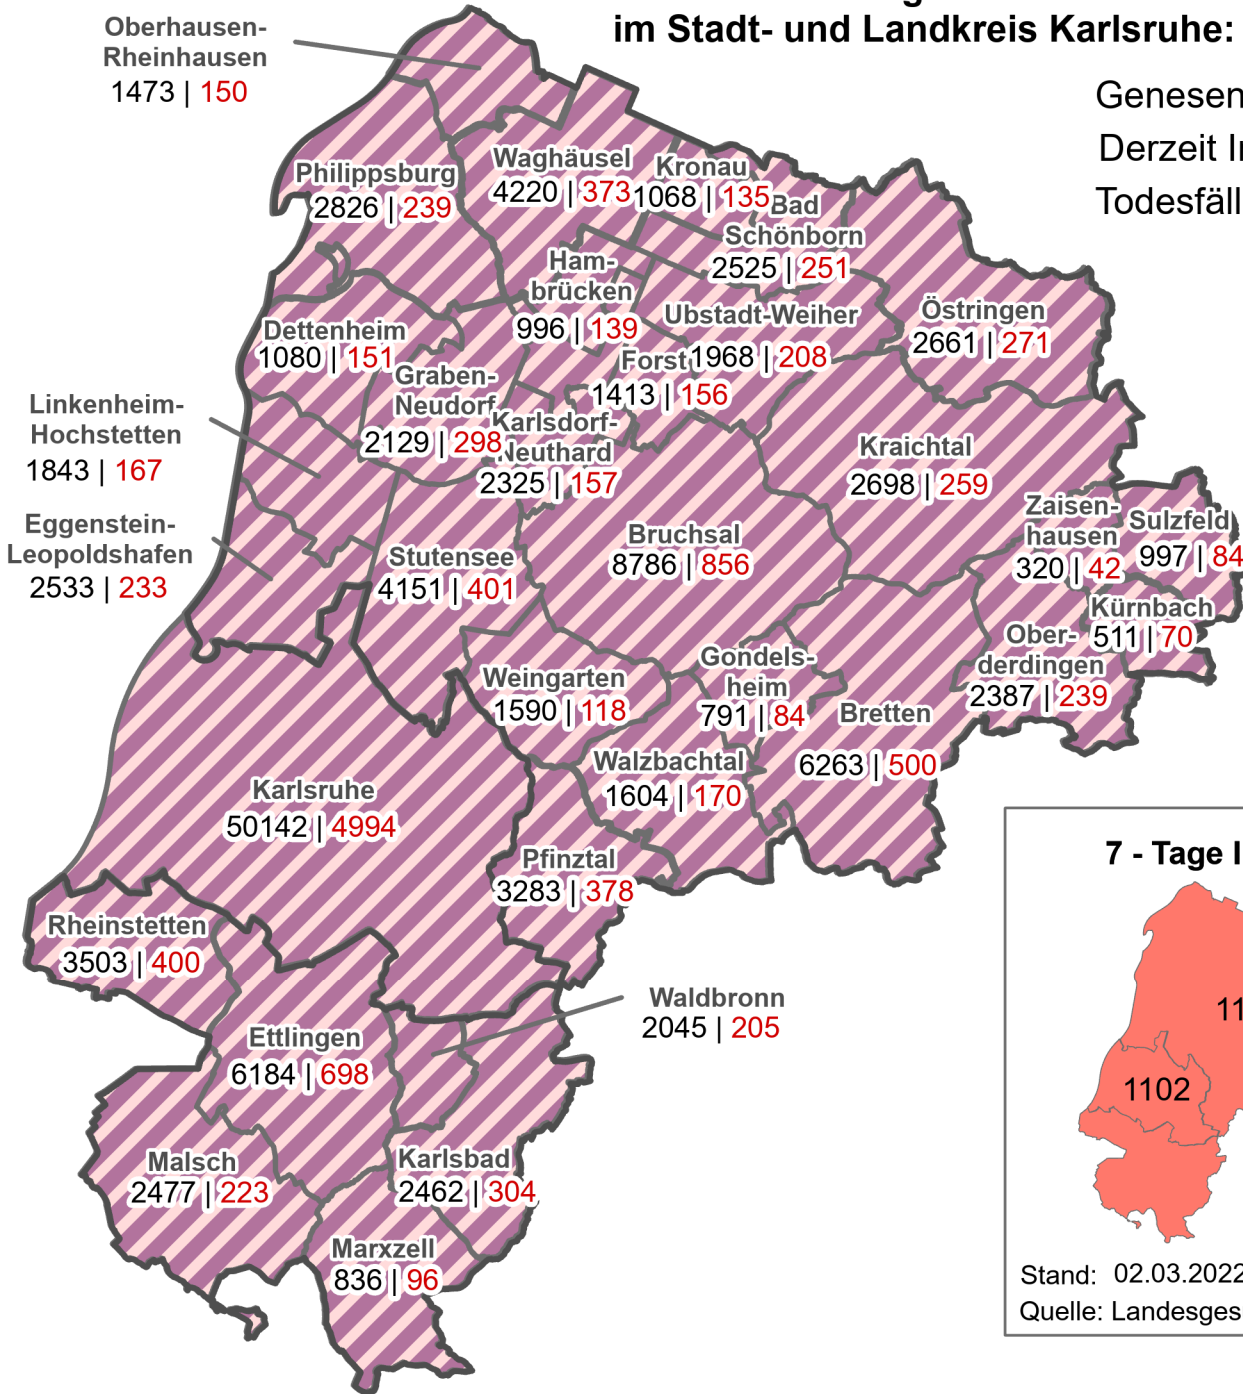 im Stadt- und Landkreis Karlsruhe:
Oberhausen-
Rheinhausen
1473 | 150
Genesen
Derzeit I
Todesfäll
Philippsburg
2826 | 239
Waghäusel
4220 | 373
Kronau
1068 | 135
Bad
Schönborn
2525 | 251
Ham-
brücken
996 | 139
Ubstadt-Weiher
1968 | 208
Östringen
2661 | 271
Dettenheim
1080 | 151
Forst
1413 | 156
Graben-
Neudorf
2129 | 298
Karlsdorf-
Neuthard
2325 | 157
Linkenheim-
Hochstetten
1843 | 167
Kraichtal
2698 | 259
Eggenstein-
Leopoldshafen
2533 | 233
Stutensee
4151 | 401
Bruchsal
8786 | 856
Zaisen-
hausen
320 | 42
Sulzfeld
997 | 84
Kürnbach
511 | 70
Ober-
derdingen
2387 | 239
Weingarten
1590 | 118
Gondels-
heim
791 | 84
Bretten
6263 | 500
Walzbachtal
1604 | 170
Karlsruhe
50142 | 4994
Pfinztal
3283 | 378
Rheinstetten
3503 | 400
Waldbronn
2045 | 205
Ettlingen
6184 | 698
Malsch
2477 | 223
Karlsbad
2462 | 304
Marxzell
836 | 96
7 - Tage I
11
1102
Stand: 02.03.2022
Quelle: Landesges